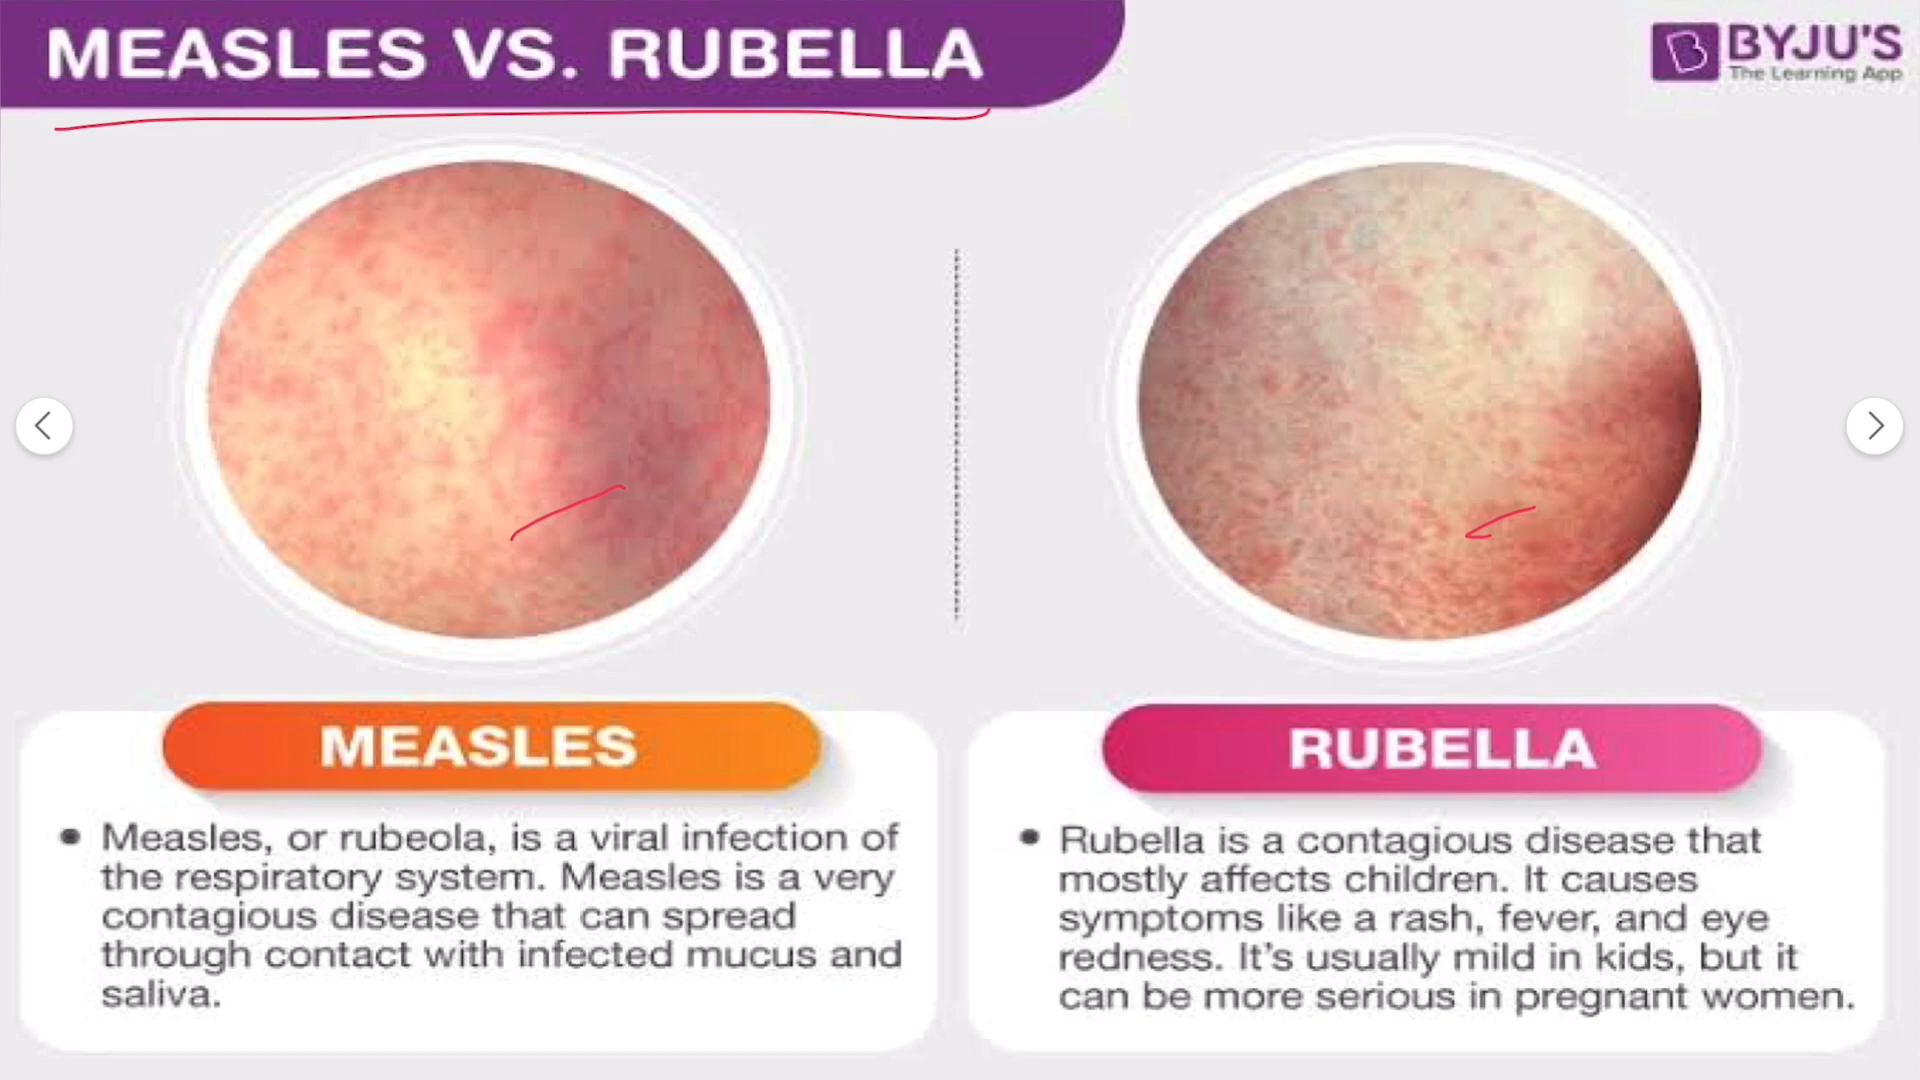 MEASLES VS. RUBELLA
BYJU'S
The Learning App
MEASLES
• Measles, or rubeola, is a viral infection of
the respiratory system. Measles is a very
contagious disease that can spread
through contact with infected mucus and
saliva.
RUBELLA
• Rubella is a contagious disease that
mostly affects children. It causes
symptoms like a rash, fever, and eye
redness. It's usually mild in kids, but it
can be more serious in pregnant women.